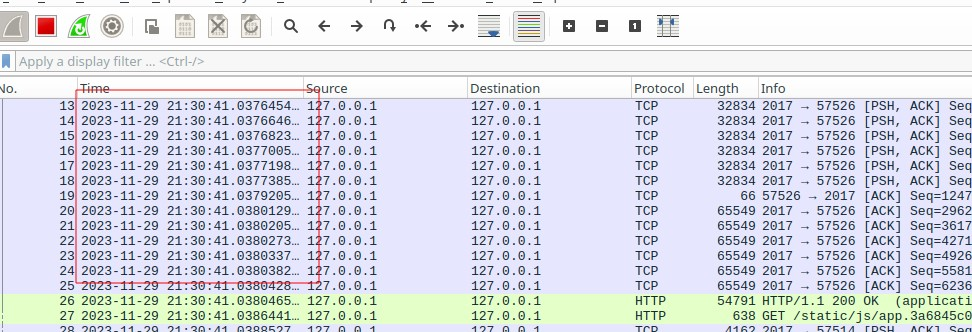 Apply a display filter ... <Ctrl-/>
No. Time Source Destination Protocol Length Info
13 2023-11-29 21:30:41.0376454… 127.0.0.1 127.0.0.1 TCP 32834 2017 → 57526 [PSH, ACK] Seq
14 2023-11-29 21:30:41.0376646… 127.0.0.1 127.0.0.1 TCP 32834 2017 → 57526 [PSH, ACK] Seq
15 2023-11-29 21:30:41.0376823… 127.0.0.1 127.0.0.1 TCP 32834 2017 → 57526 [PSH, ACK] Seq
16 2023-11-29 21:30:41.0377005… 127.0.0.1 127.0.0.1 TCP 32834 2017 → 57526 [PSH, ACK] Seq
17 2023-11-29 21:30:41.0377198… 127.0.0.1 127.0.0.1 TCP 32834 2017 → 57526 [PSH, ACK] Seq
18 2023-11-29 21:30:41.0377385… 127.0.0.1 127.0.0.1 TCP 32834 2017 → 57526 [PSH, ACK] Seq
19 2023-11-29 21:30:41.0379205… 127.0.0.1 127.0.0.1 TCP 66 57526 → 2017 [ACK] Seq=1247
20 2023-11-29 21:30:41.0380129… 127.0.0.1 127.0.0.1 TCP 65549 2017 → 57526 [ACK] Seq=2962
21 2023-11-29 21:30:41.0380205… 127.0.0.1 127.0.0.1 TCP 65549 2017 → 57526 [ACK] Seq=3617
22 2023-11-29 21:30:41.0380273… 127.0.0.1 127.0.0.1 TCP 65549 2017 → 57526 [ACK] Seq=4271
23 2023-11-29 21:30:41.0380337… 127.0.0.1 127.0.0.1 TCP 65549 2017 → 57526 [ACK] Seq=4926
24 2023-11-29 21:30:41.0380382… 127.0.0.1 127.0.0.1 TCP 65549 2017 → 57526 [ACK] Seq=5581
25 2023-11-29 21:30:41.0380428… 127.0.0.1 127.0.0.1 TCP 65549 2017 → 57526 [ACK] Seq=6236
26 2023-11-29 21:30:41.0380465… 127.0.0.1 127.0.0.1 HTTP 54791 HTTP/1.1 200 OK (applicati
27 2023-11-29 21:30:41.0386441… 127.0.0.1 127.0.0.1 HTTP 638 GET /static/js/app.3a6845c0
28 2023-11-29 21:30:41.0388527… 127.0.0.1 127.0.0.1 TCP 4162 2017 → 57514 [PSH, ACK] Seq